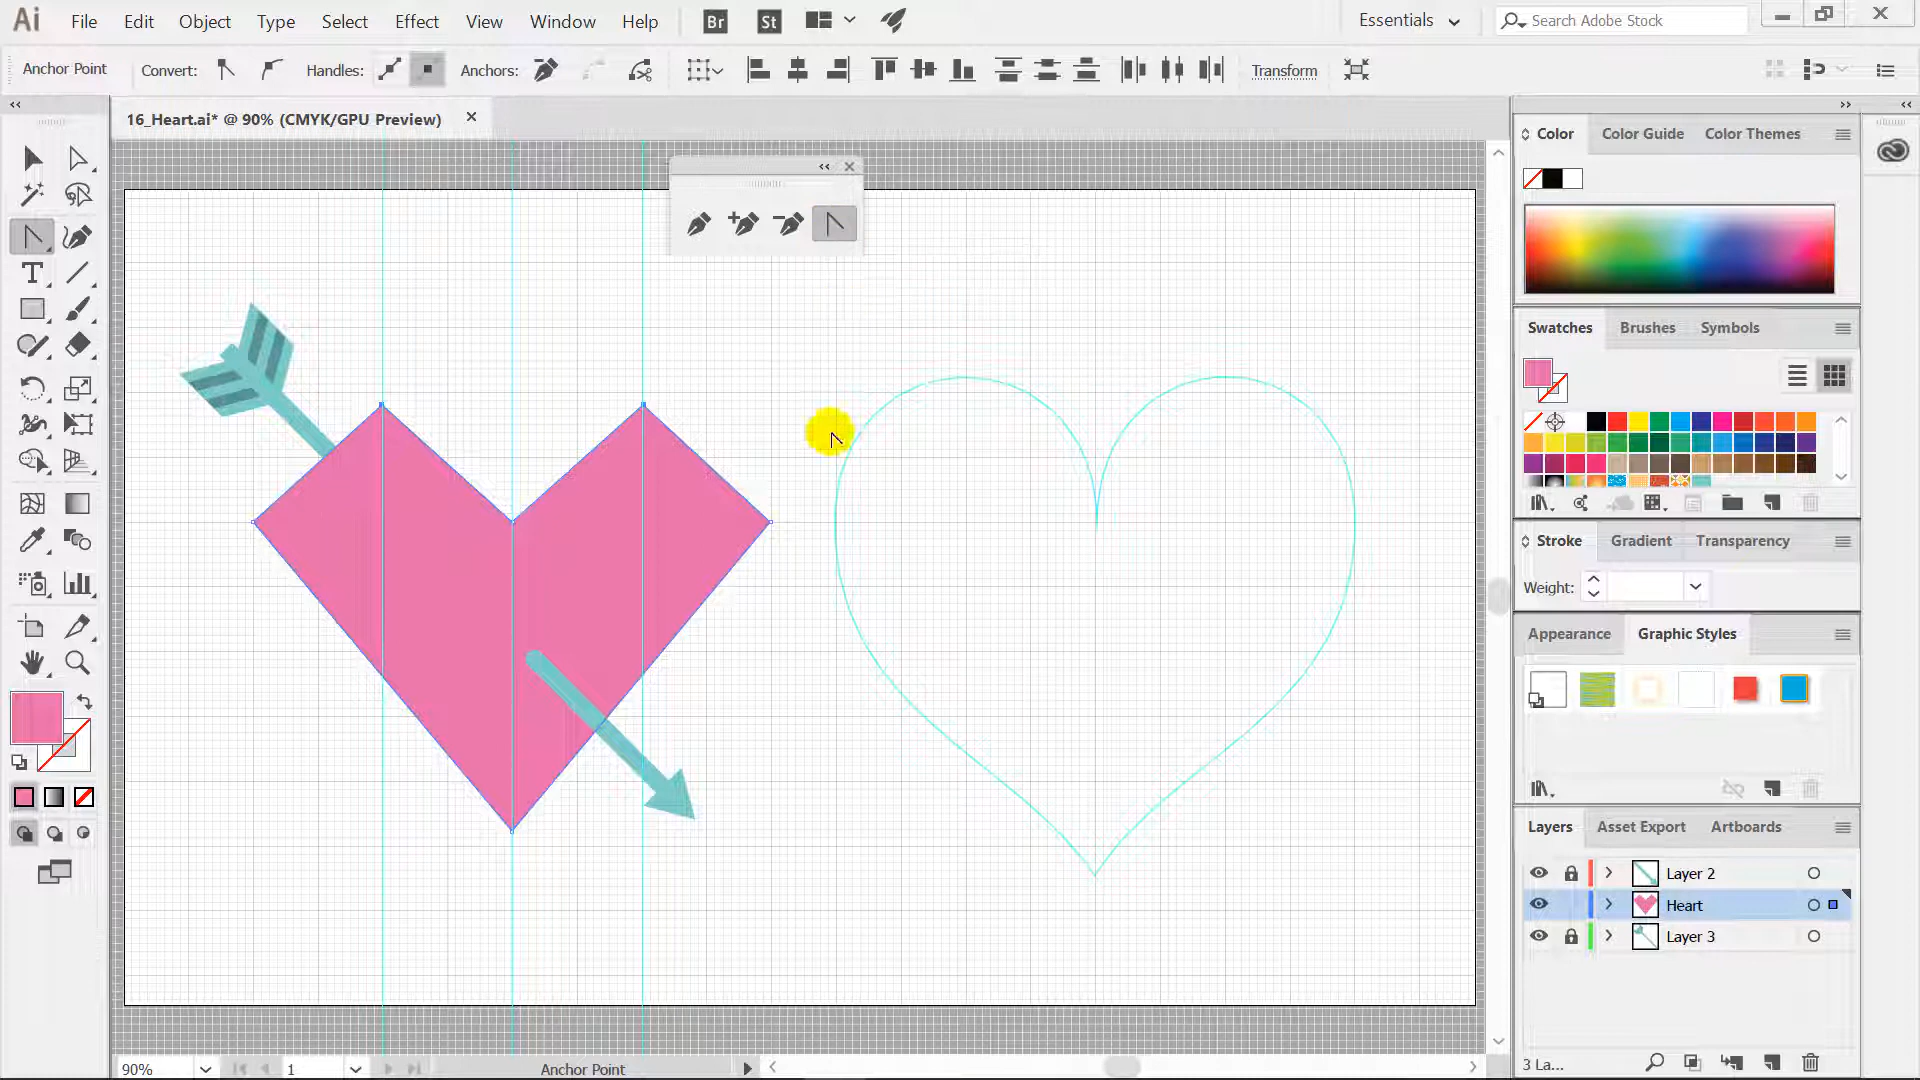 Ai File Edit Object Type Select Effect View Window Help Br St Essentials Search Adobe Stock
Anchor Point Convert: Handles: Anchors: Transform
16_Heart.ai* @ 90% (CMYK/GPU Preview)
Color Color Guide Color Themes
Swatches Brushes Symbols
Stroke Gradient Transparency
Weight:
Appearance Graphic Styles
Layers Asset Export Artboards
Layer 2
Heart
Layer 3
3 La...
90% 1 Anchor Point